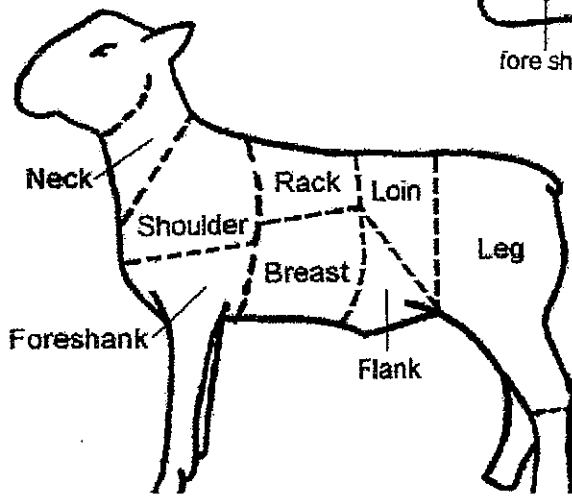 fore sh
Neck
Rack
Loin
Shoulder
Leg
Breast
Foreshank
Flank